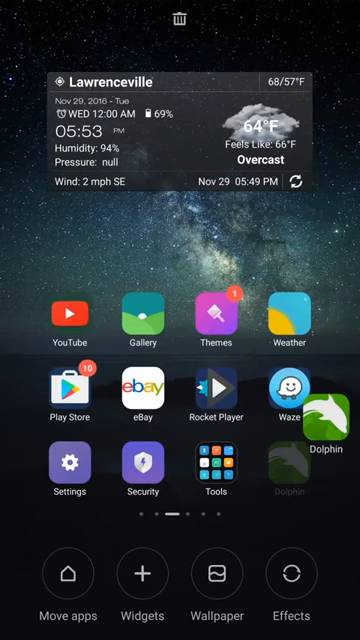 Lawrenceville 68/57°F
Nov 29, 2016 - Tue
WED 12:00 AM 69%
05:53 PM
64°F
Humidity: 94% Feels Like: 66°F
Pressure: null Overcast
Wind: 2 mph SE Nov 29 05:49 PM
1
YouTube Gallery Themes Weather
10
ebay
Play Store eBay Rocket Player Waze
Dolphin
Settings Security Tools Dolphin
Move apps Widgets Wallpaper Effects